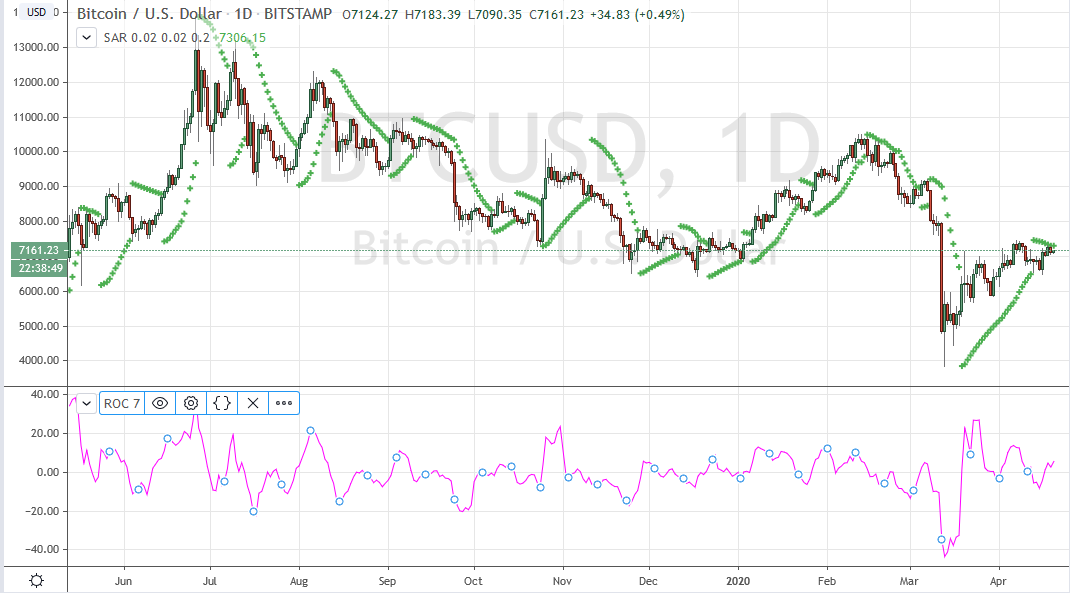 USD
Bitcoin / U.S. Dollar · 1D · BITSTAMP O7124.27 H7183.39 L7090.35 C7161.23 +34.83 (+0.49%)
SAR 0.02 0.02 0.2 7306.15
13000.00
12000.00
11000.00
10000.00
9000.00
8000.00
7161.23
22:38:49
6000.00
5000.00
4000.00
BTCUSD, 1D
Bitcoin / U.S. Dollar
40.00
ROC 7
20.00
0.00
−20.00
−40.00
Jun Jul Aug Sep Oct Nov Dec 2020 Feb Mar Apr